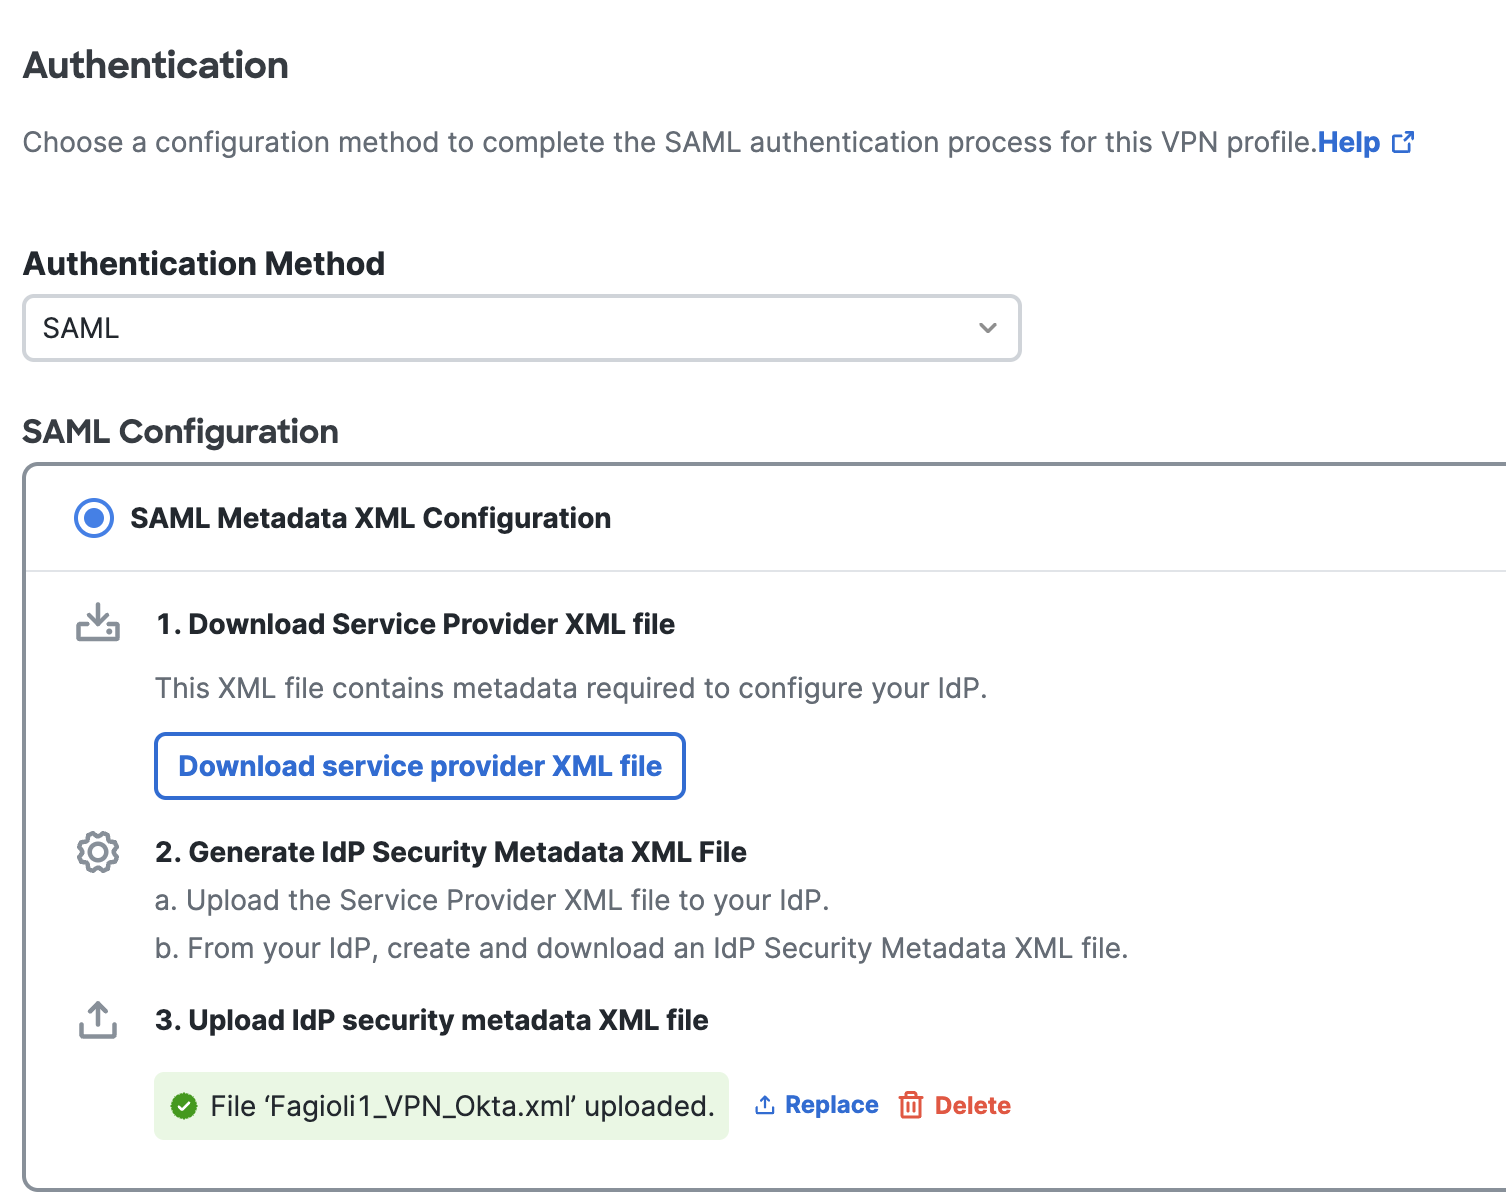 Authentication
Choose a configuration method to complete the SAML authentication process for this VPN profile.Help
Authentication Method
SAML
SAML Configuration
SAML Metadata XML Configuration
1. Download Service Provider XML file
This XML file contains metadata required to configure your IdP.
Download service provider XML file
2. Generate IdP Security Metadata XML File
a. Upload the Service Provider XML file to your IdP.
b. From your IdP, create and download an IdP Security Metadata XML file.
3. Upload IdP security metadata XML file
File ‘Fagioli1_VPN_Okta.xml’ uploaded. Replace Delete